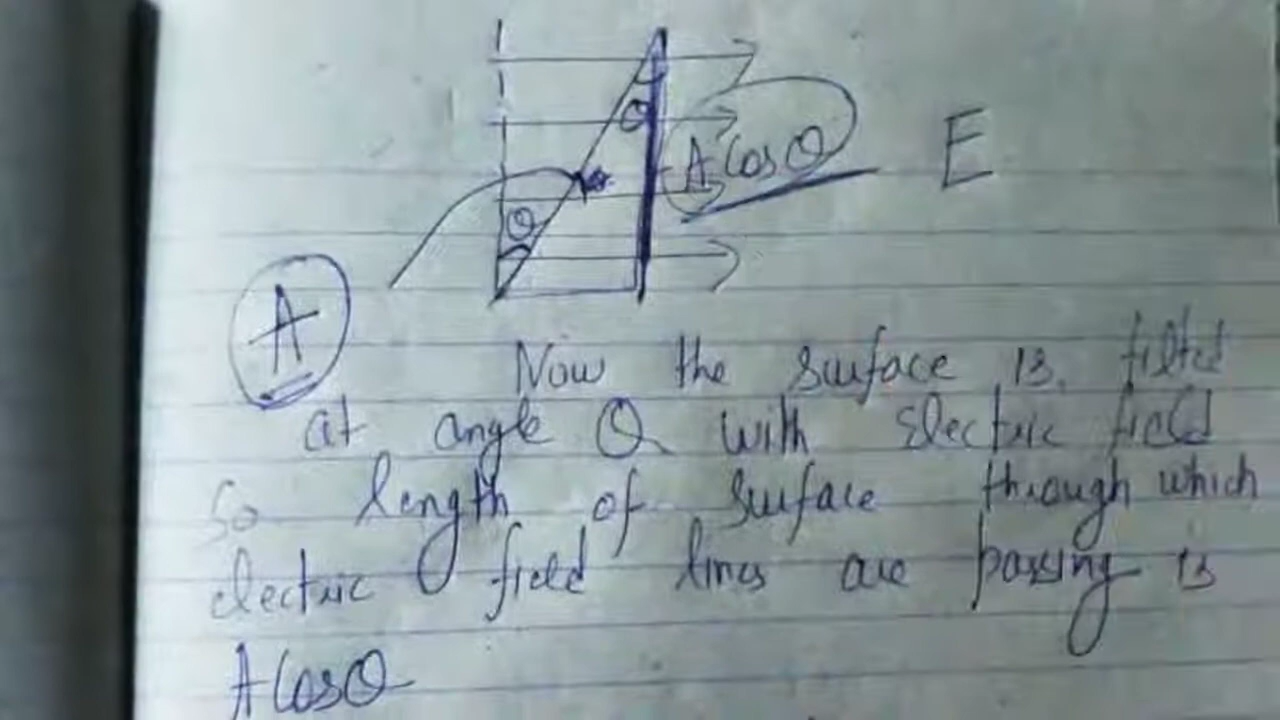 θ
A Cosθ
E
θ
A
Now the surface is tilted
at angle θ with electric field
So length of surface through which
electric field lines are passing is
A Cosθ